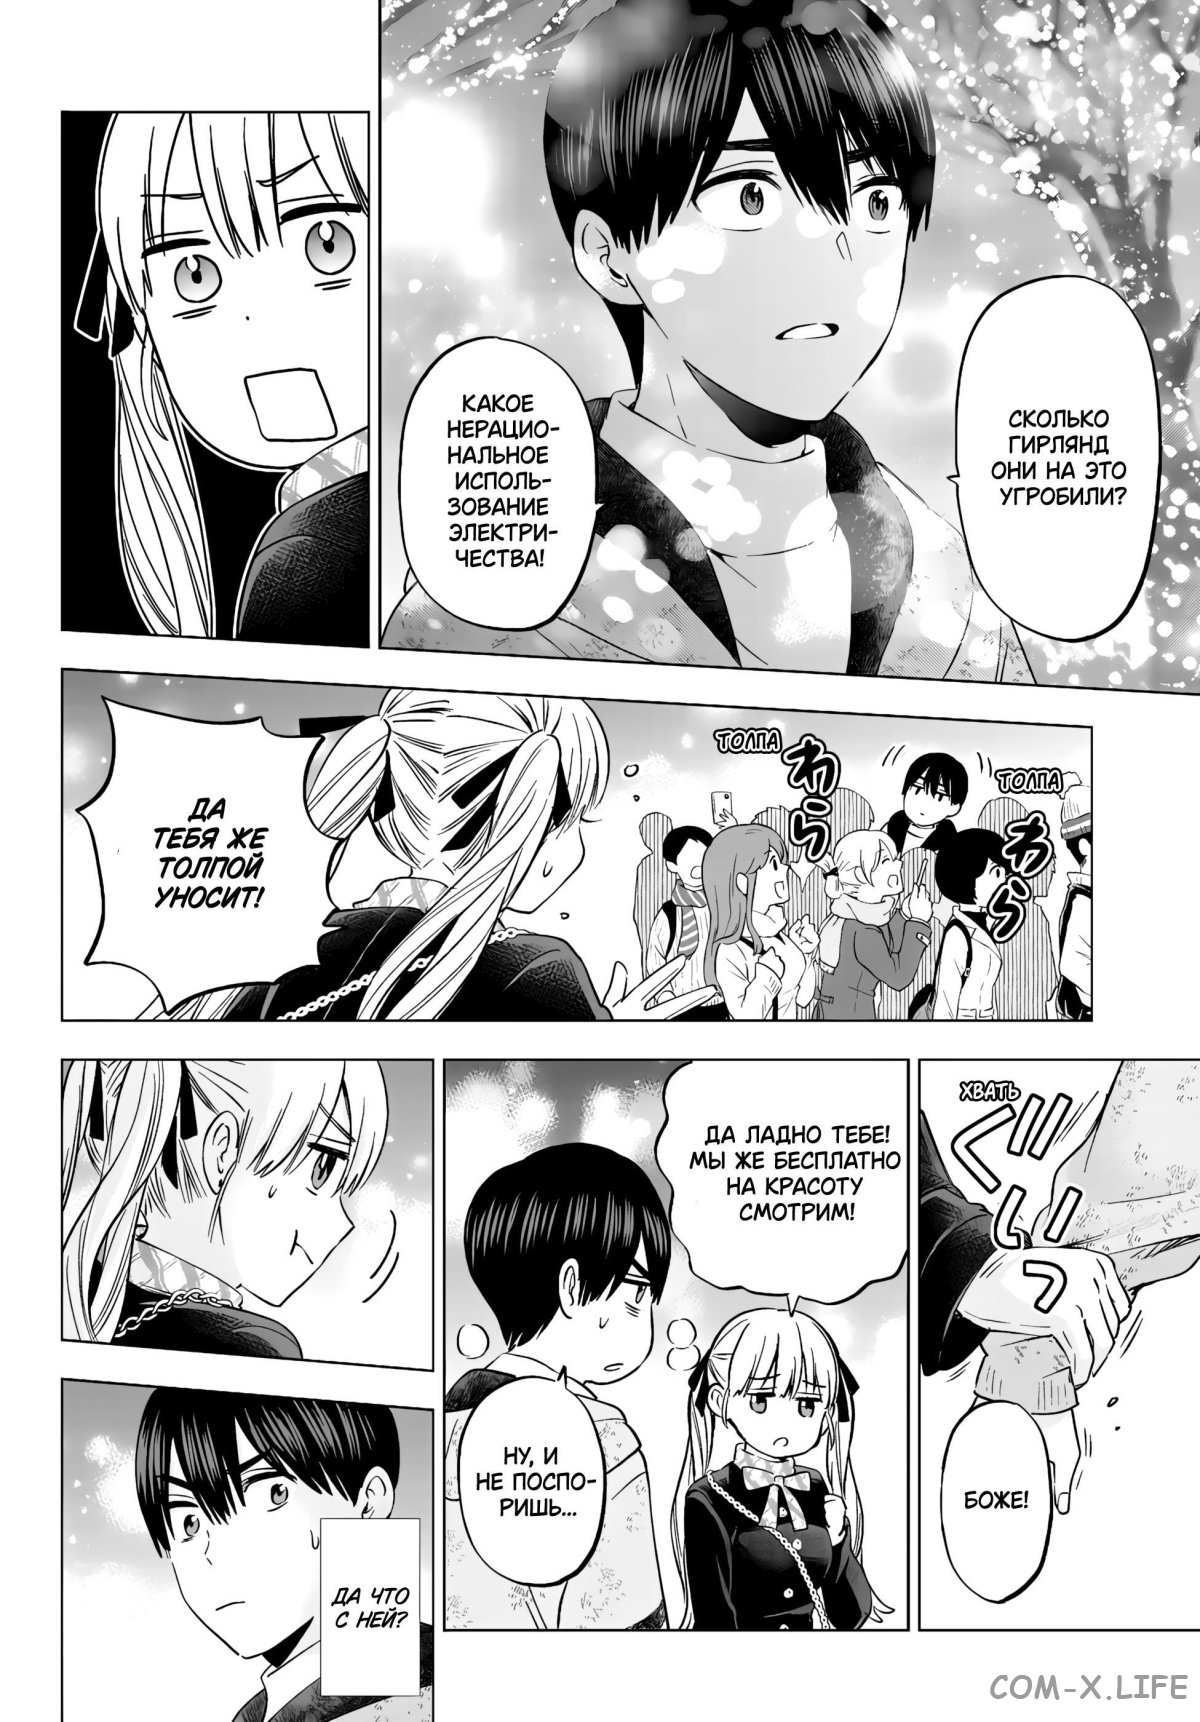 СКОЛЬКО
ГИРЛЯНД
ОНИ НА ЭТО
УГРОБИЛИ?
КАКОЕ
НЕРАЦИО-
НАЛЬНОЕ
ИСПОЛЬ-
ЗОВАНИЕ
ЭЛЕКТРИ-
ЧЕСТВА!
ТОЛПА
わら
ТОЛПА
わら
ДА
ТЕБЯ ЖЕ
ТОЛПОЙ
УНОСИТ!
ХВАТЬ
ぐいっ
БОЖЕ!
ДА ЛАДНО ТЕБЕ!
МЫ ЖЕ БЕСПЛАТНО
НА КРАСОТУ
СМОТРИМ!
НУ, И
НЕ ПОСПО-
РИШЬ...
ДА ЧТО
С НЕЙ?
COM-X.LIFE